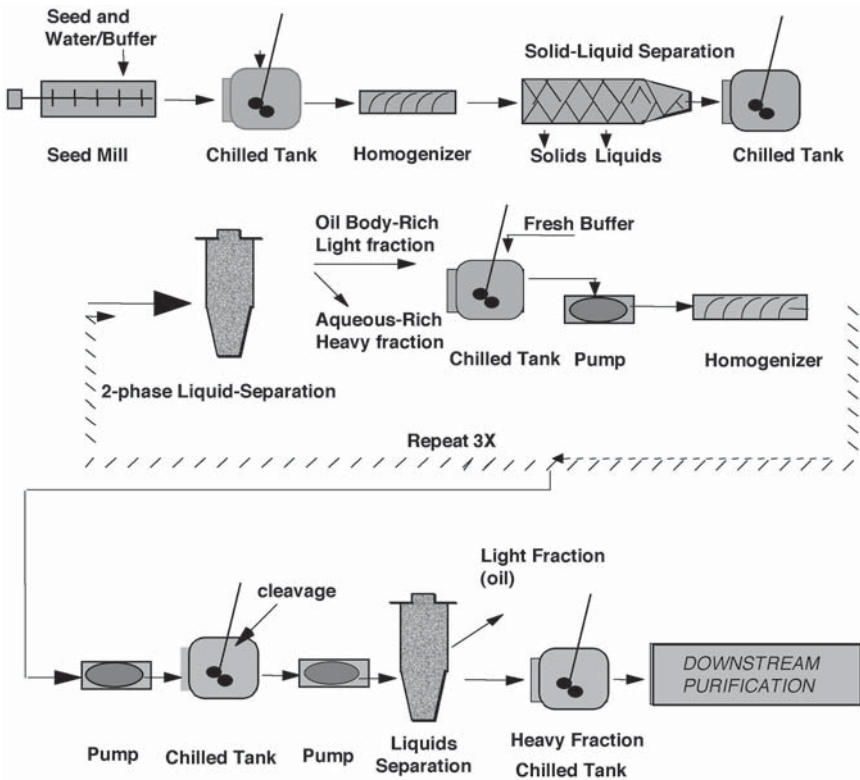 Seed and
Water/Buffer
Solid-Liquid Separation
Seed Mill
Chilled Tank
Homogenizer
Solids Liquids
Chilled Tank
Oil Body-Rich
Light fraction
Fresh Buffer
Aqueous-Rich
Heavy fraction
Chilled Tank
Pump
Homogenizer
2-phase Liquid-Separation
Repeat 3X
Light Fraction
(oil)
cleavage
DOWNSTREAM
PURIFICATION
Pump
Chilled Tank
Pump
Liquids
Separation
Heavy Fraction
Chilled Tank